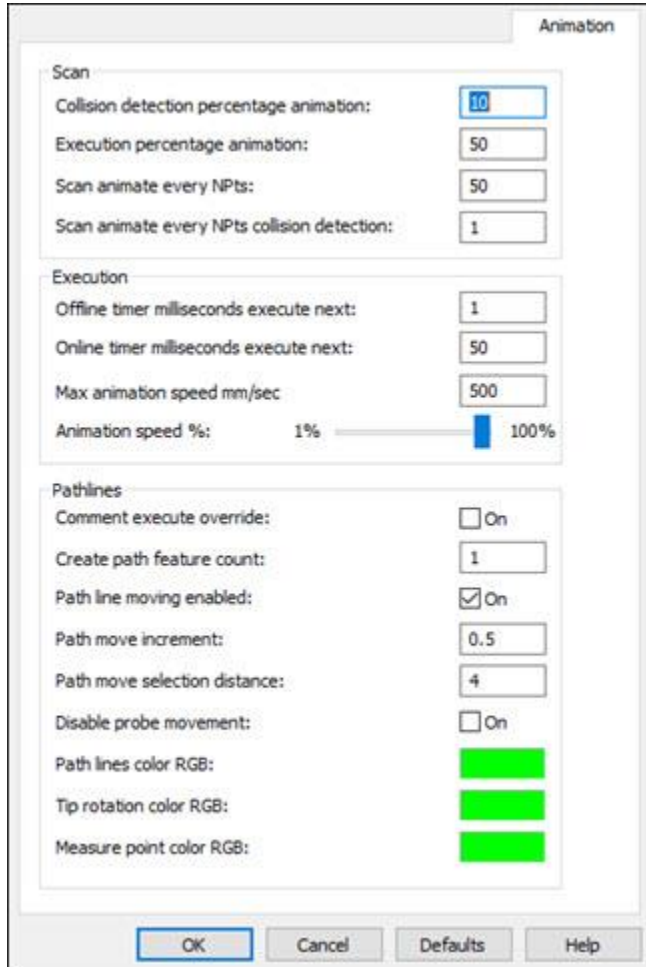 Animation
Scan
Collision detection percentage animation: 10
Execution percentage animation: 50
Scan animate every NPts: 50
Scan animate every NPts collision detection: 1
Execution
Offline timer milliseconds execute next: 1
Online timer milliseconds execute next: 50
Max animation speed mm/sec 500
Animation speed %: 1% 100%
Pathlines
Comment execute override: On
Create path feature count: 1
Path line moving enabled: On
Path move increment: 0.5
Path move selection distance: 4
Disable probe movement: On
Path lines color RGB:
Tip rotation color RGB:
Measure point color RGB:
OK Cancel Defaults Help